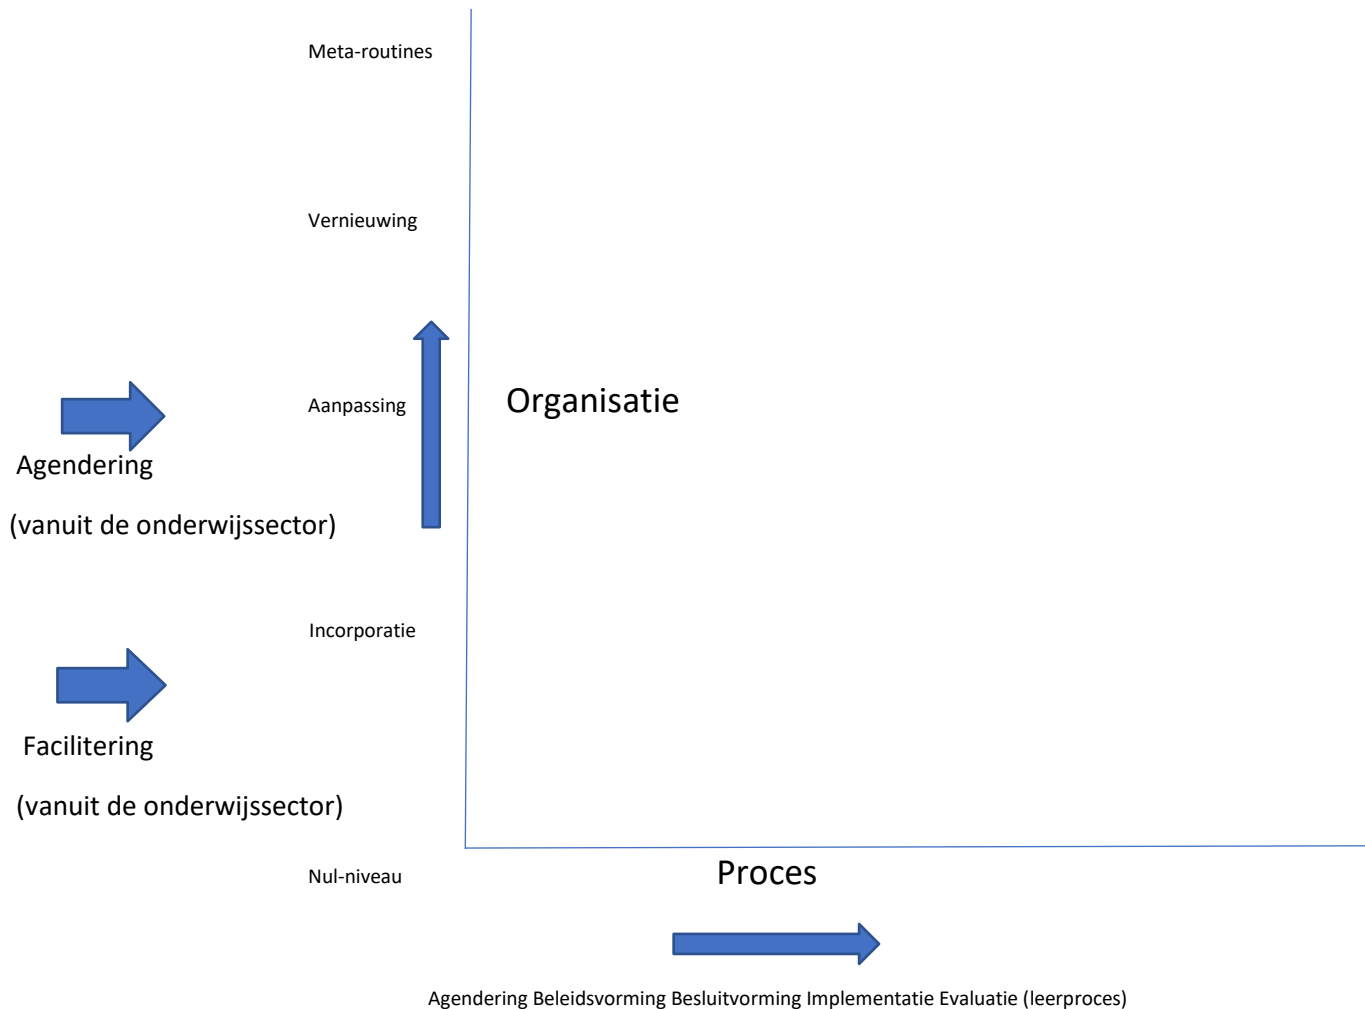 Meta-routines
Vernieuwing
Aanpassing
Organisatie
Agendering
(vanuit de onderwijssector)
Incorporatie
Facilitering
(vanuit de onderwijssector)
Nul-niveau
Proces
Agendering Beleidsvorming Besluitvorming Implementatie Evaluatie (leerproces)